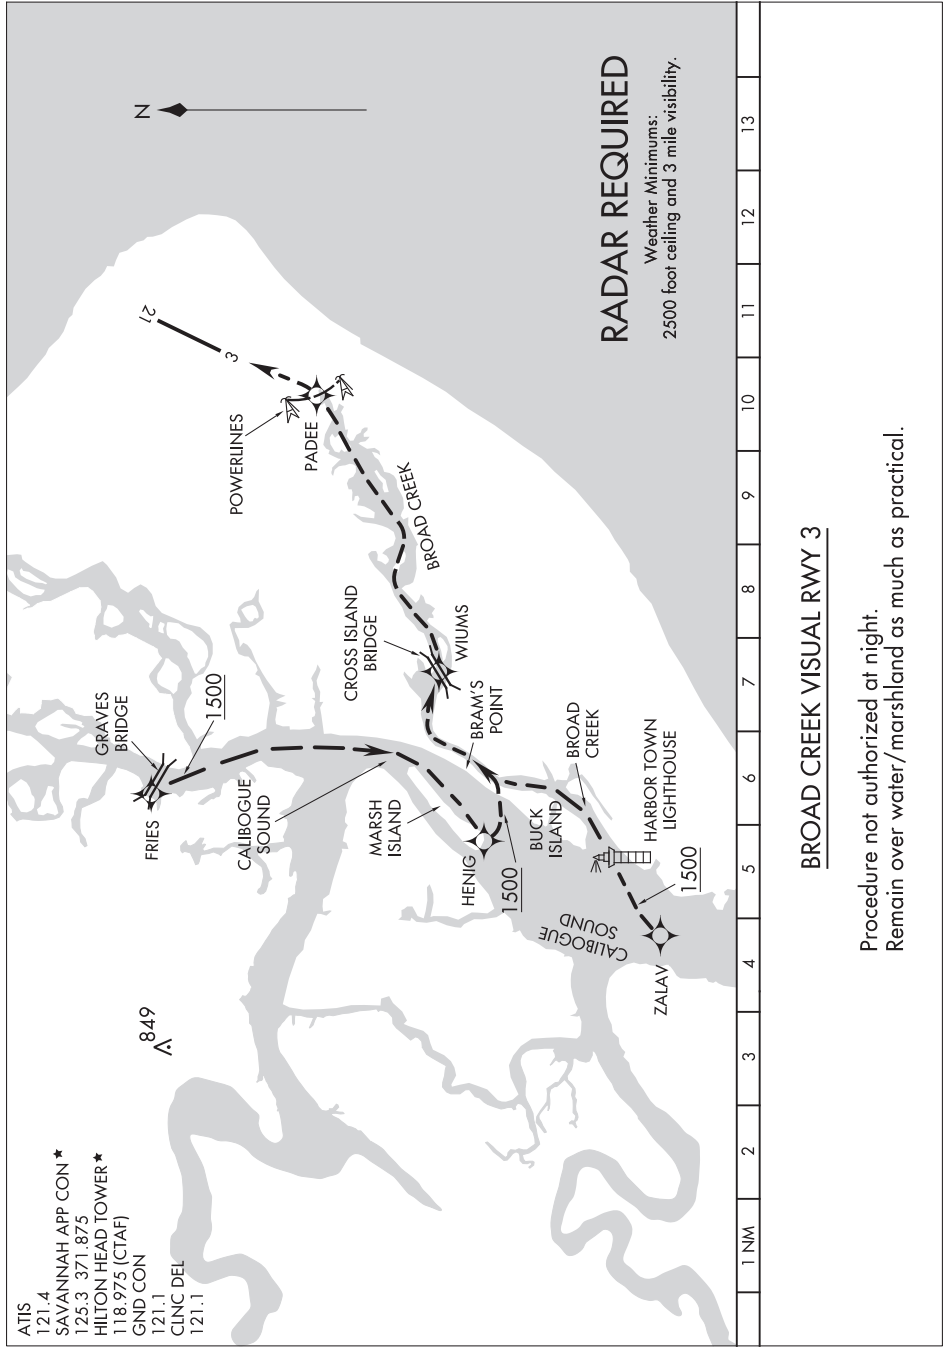 ATIS
121.4
SAVANNAH APP CON★
125.3 371.875
HILTON HEAD TOWER★
118.975 (CTAF)
GND CON
121.1
CLNC DEL
121.1
849
GRAVES
BRIDGE
FRIES
1500
N
21
3
POWERLINES
PADEE
CALIBOGUE
SOUND
CROSS ISLAND
BRIDGE
BROAD CREEK
MARSH
ISLAND
WIUMS
BRAM'S
POINT
HENIG
1500
BUCK
ISLAND
BROAD
CREEK
CALIBOGUE
SOUND
HARBOR TOWN
LIGHTHOUSE
1500
ZALAV
RADAR REQUIRED
Weather Minimums:
2500 foot ceiling and 3 mile visibility.
1 NM 2 3 4 5 6 7 8 9 10 11 12 13
BROAD CREEK VISUAL RWY 3
Procedure not authorized at night.
Remain over water/marshland as much as practical.